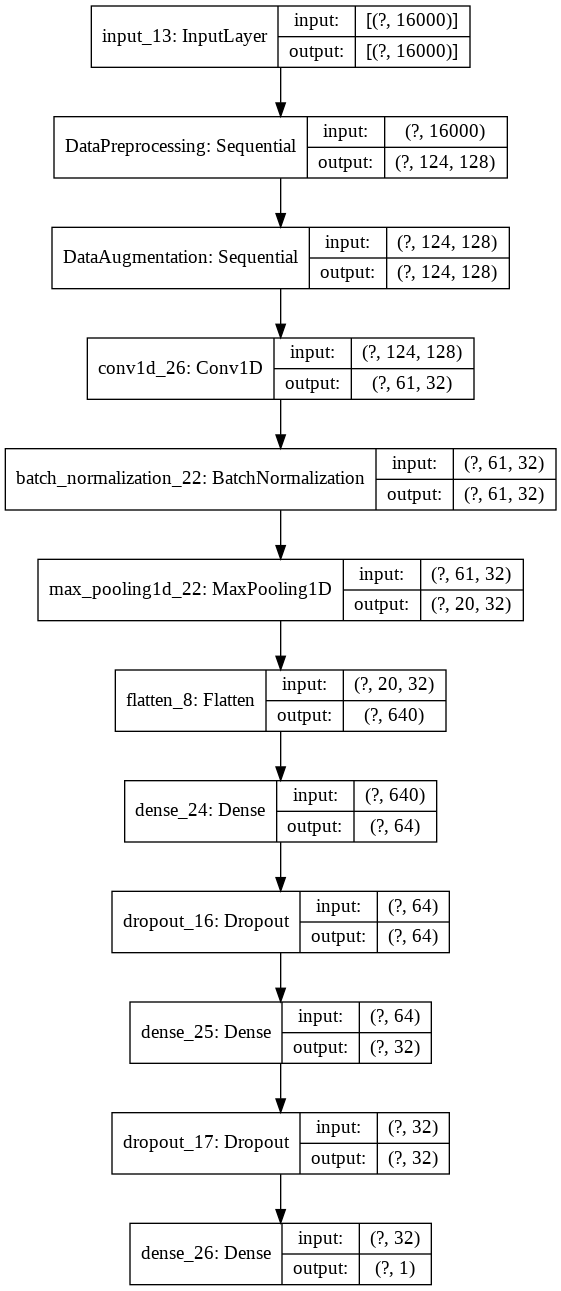 input_13: InputLayer
input: [(?, 16000)]
output: [(?, 16000)]
DataPreprocessing: Sequential
input: (?, 16000)
output: (?, 124, 128)
DataAugmentation: Sequential
input: (?, 124, 128)
output: (?, 124, 128)
conv1d_26: Conv1D
input: (?, 124, 128)
output: (?, 61, 32)
batch_normalization_22: BatchNormalization
input: (?, 61, 32)
output: (?, 61, 32)
max_pooling1d_22: MaxPooling1D
input: (?, 61, 32)
output: (?, 20, 32)
flatten_8: Flatten
input: (?, 20, 32)
output: (?, 640)
dense_24: Dense
input: (?, 640)
output: (?, 64)
dropout_16: Dropout
input: (?, 64)
output: (?, 64)
dense_25: Dense
input: (?, 64)
output: (?, 32)
dropout_17: Dropout
input: (?, 32)
output: (?, 32)
dense_26: Dense
input: (?, 32)
output: (?, 1)